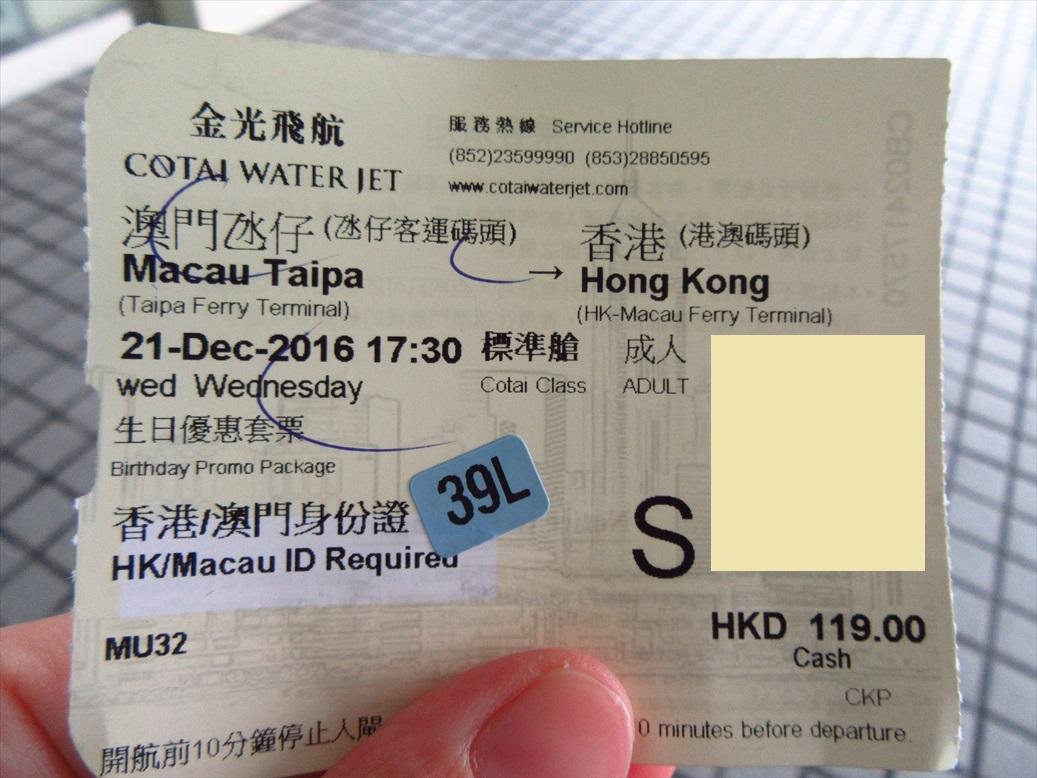 金光飛航
COTAI WATER JET
服務熱線 Service Hotline
(852)23599990 (853)28850595
www.cotaiwaterjet.com
澳門氹仔 (氹仔客運碼頭)
Macau Taipa
(Taipa Ferry Terminal)
→
香港 (港澳碼頭)
Hong Kong
(HK-Macau Ferry Terminal)
21-Dec-2016 17:30
wed Wednesday
標準艙 成人
Cotai Class ADULT
生日優惠套票
Birthday Promo Package
39L
香港/澳門身份證
HK/Macau ID Required
S
MU32
HKD 119.00
Cash
CKP
開航前10分鐘停止入閘
0 minutes before departure.